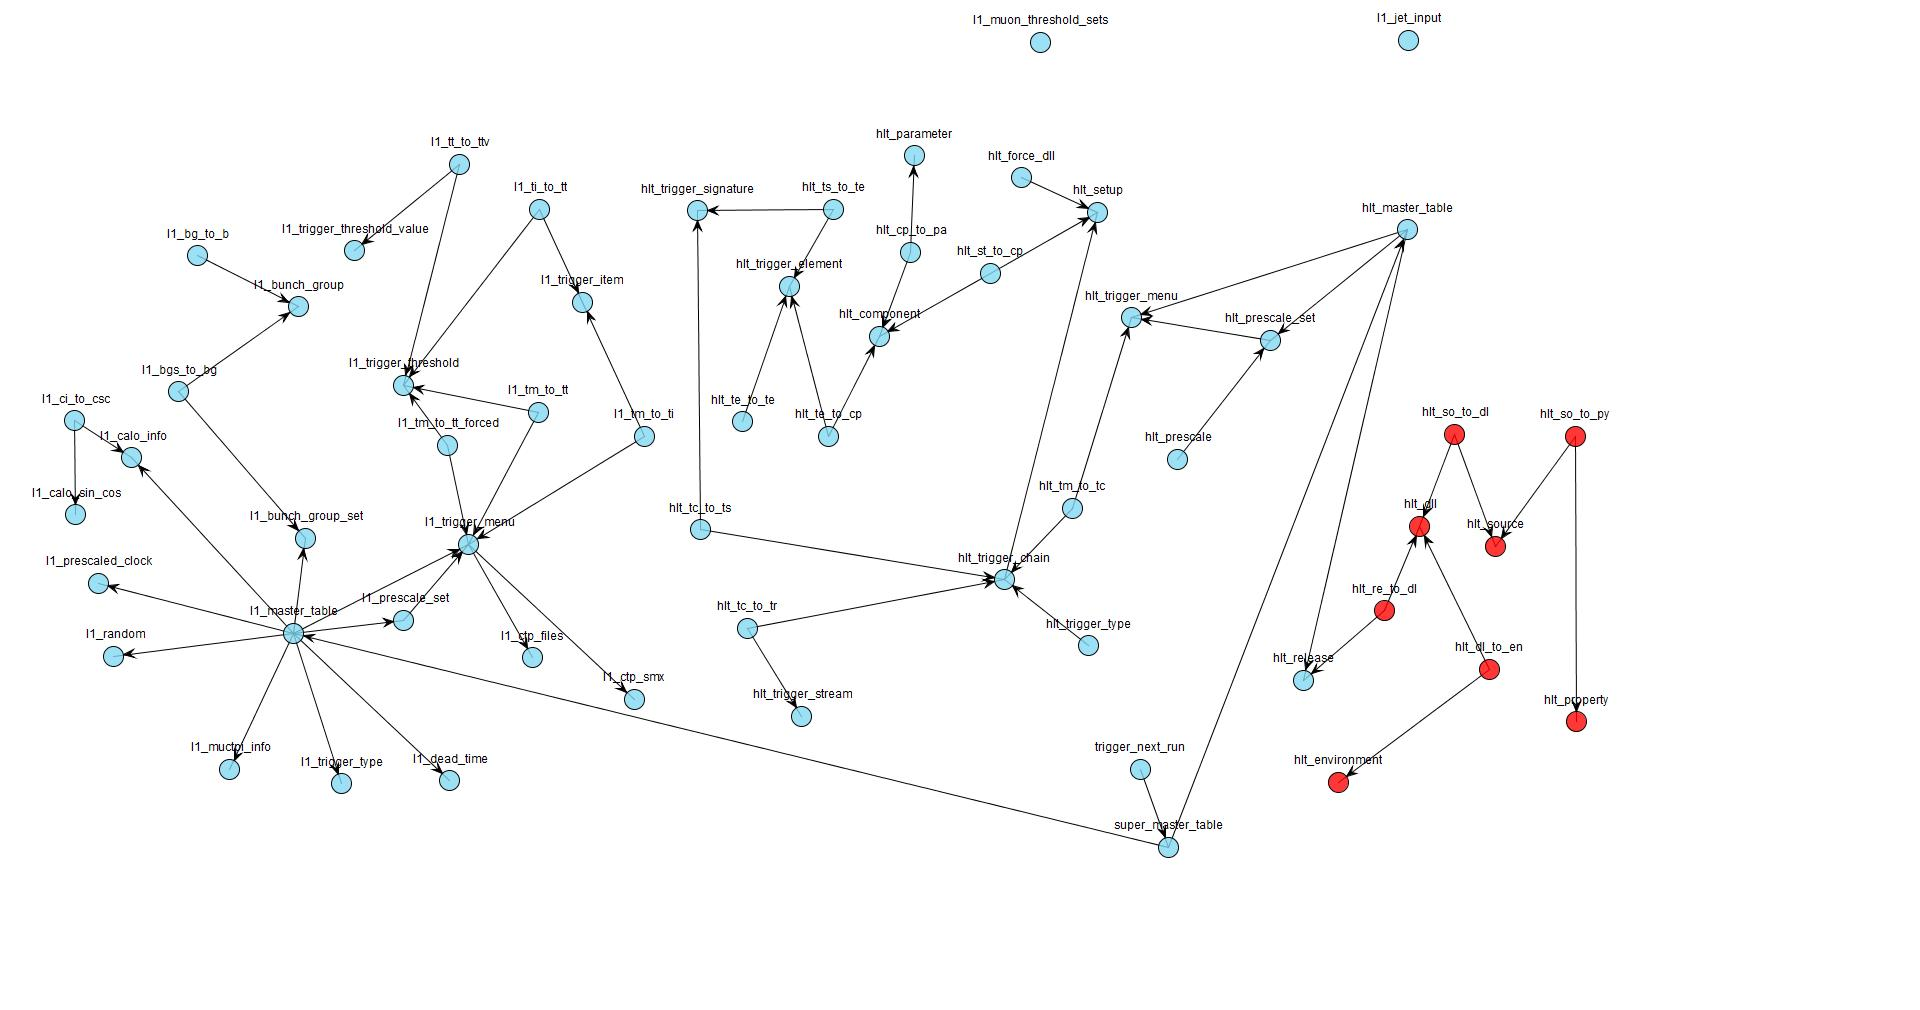 l1_muon_threshold_sets
l1_jet_input
hlt_parameter
l1_tt_to_ttv
hlt_force_dll
l1_ti_to_tt
hlt_trigger_signature
hlt_ts_to_te
hlt_setup
hlt_master_table
l1_bg_to_b
l1_trigger_threshold_value
hlt_cp_to_pa
hlt_st_to_cp
hlt_trigger_element
l1_bunch_group
l1_trigger_item
hlt_trigger_menu
hlt_component
hlt_prescale_set
l1_trigger_threshold
l1_bgs_to_bg
l1_tm_to_tt
l1_ci_to_csc
hlt_te_to_te
l1_tm_to_ti
hlt_te_to_cp
hlt_so_to_dl
hlt_so_to_py
l1_tm_to_tt_forced
l1_calo_info
hlt_prescale
l1_calo_sin_cos
hlt_tm_to_tc
hlt_tc_to_ts
hlt_dll
l1_bunch_group_set
l1_trigger_menu
hlt_source
l1_prescaled_clock
hlt_trigger_chain
hlt_re_to_dl
l1_prescale_set
l1_master_table
hlt_tc_to_tr
hlt_trigger_type
l1_random
l1_ctp_files
hlt_dl_to_en
hlt_release
l1_ctp_smx
hlt_trigger_stream
hlt_property
l1_muctpi_info
trigger_next_run
l1_trigger_type
l1_dead_time
hlt_environment
super_master_table